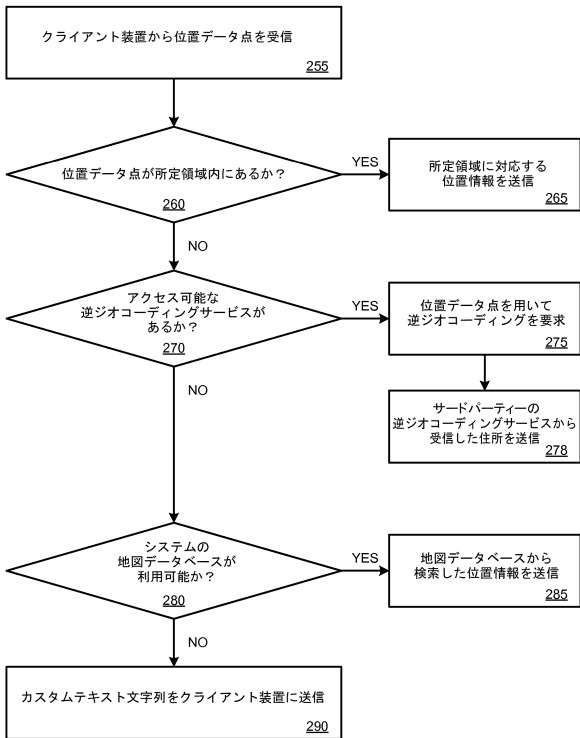 クライアント装置から位置データ点を受信
255
位置データ点が所定領域内にあるか？
260
YES
所定領域に対応する
位置情報を送信
265
NO
アクセス可能な
逆ジオコーディングサービスが
あるか？
270
YES
位置データ点を用いて
逆ジオコーディングを要求
275
NO
サードパーティーの
逆ジオコーディングサービスから
受信した住所を送信
278
システムの
地図データベースが
利用可能か？
280
YES
地図データベースから
検索した位置情報を送信
285
NO
カスタムテキスト文字列をクライアント装置に送信
290